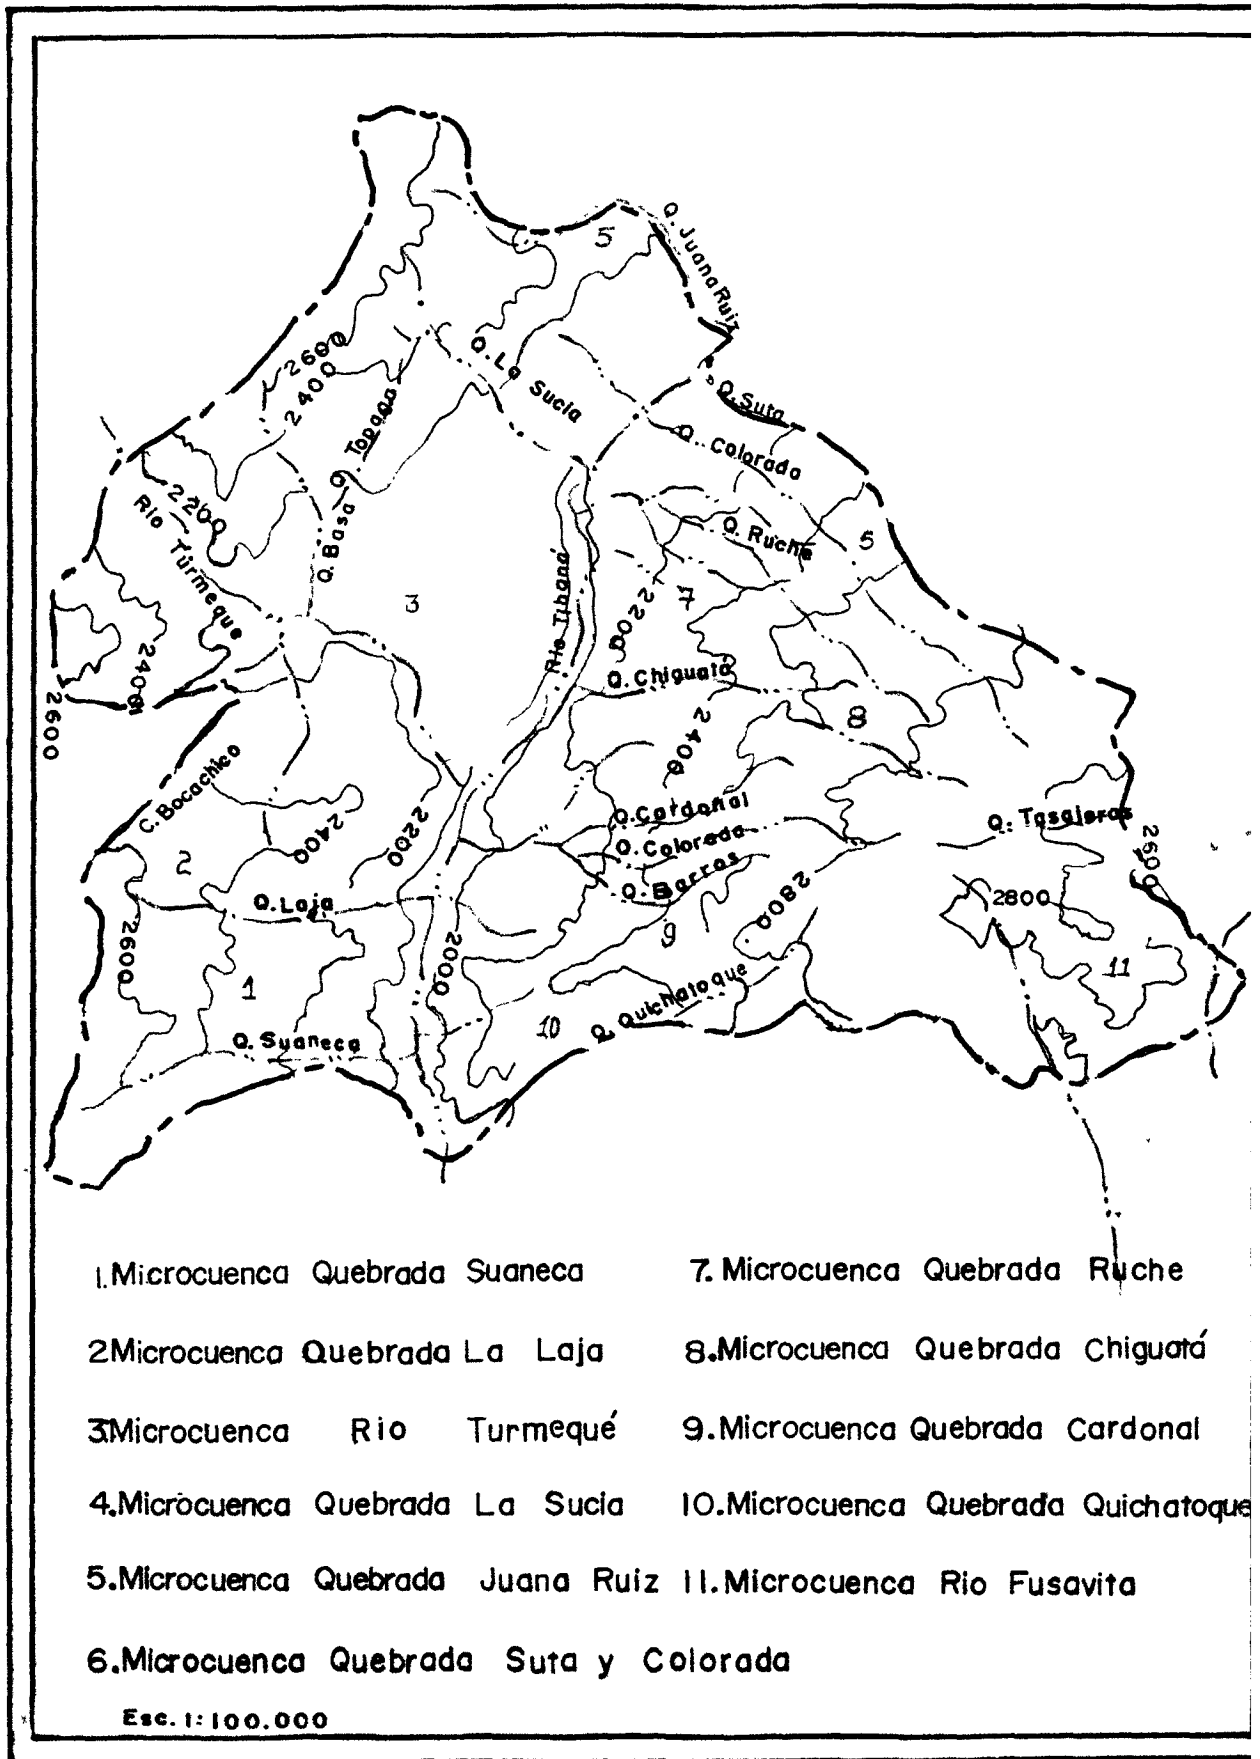 5
Q. Juana Ruiz
2600
2400
Q. La Sucia
Q. Topaga
Q. Suta
Q. Colorada
2200
Rio Turmeque
Q. Basa
Q. Ruche
5
3
Rio Tibaná
2200
7
2400
2600
Q. Chiguatá
8
2400
C. Bocachico
2400
2200
Q. Cardonal
Q. Colorada
Q. Barros
Q. Tasajeras
2600
2
Q. Laja
2800
2800
2600
2000
9
11
1
Q. Quichatoque
10
Q. Suaneca
1. Microcuenca Quebrada Suaneca
2 Microcuenca Quebrada La Laja
3. Microcuenca Rio Turmequé
4. Microcuenca Quebrada La Sucia
5. Microcuenca Quebrada Juana Ruiz
6. Microcuenca Quebrada Suta y Colorada
7. Microcuenca Quebrada Ruche
8. Microcuenca Quebrada Chiguatá
9. Microcuenca Quebrada Cardonal
10. Microcuenca Quebrada Quichatoque
11. Microcuenca Rio Fusavita
Esc. 1:100.000